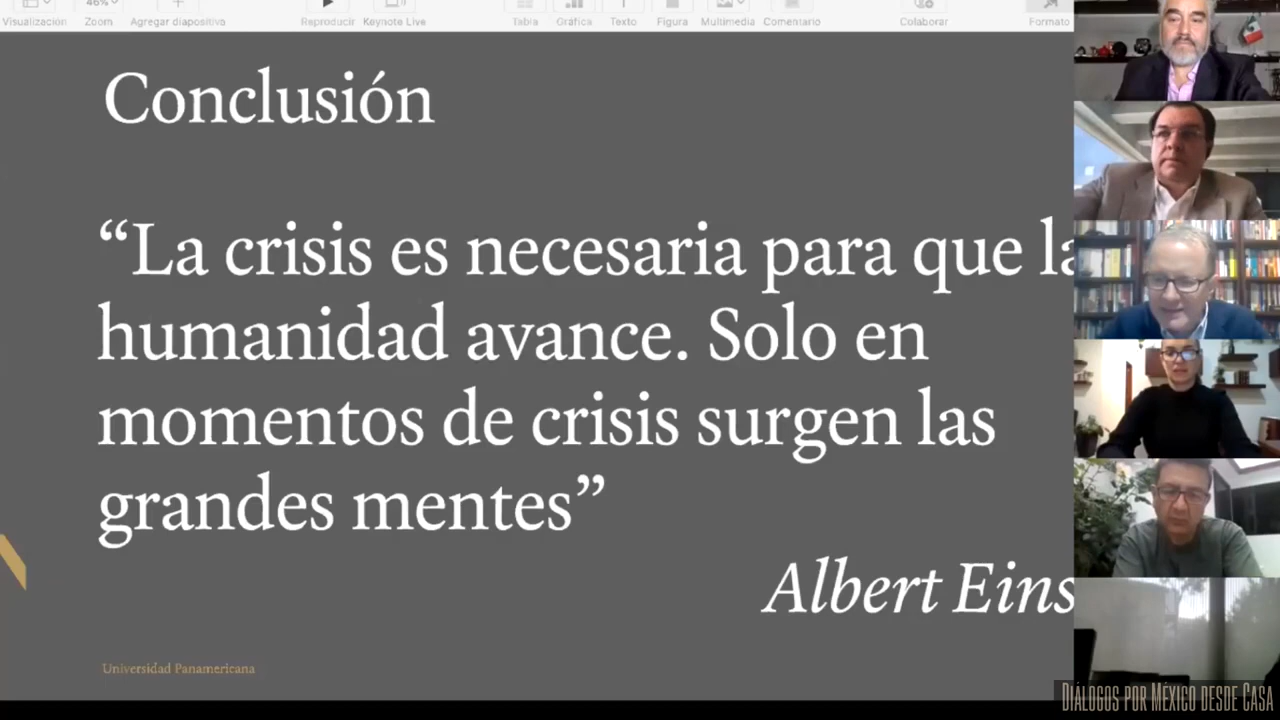 Visualización Zoom Agregar diapositiva Reproducir Keynote Live Tabla Gráfica Texto Figura Multimedia Comentario Colaborar Formato
46%
Conclusión
“La crisis es necesaria para que la
humanidad avance. Solo en
momentos de crisis surgen las
grandes mentes”
Albert Eins
Universidad Panamericana
Diálogos por México desde Casa